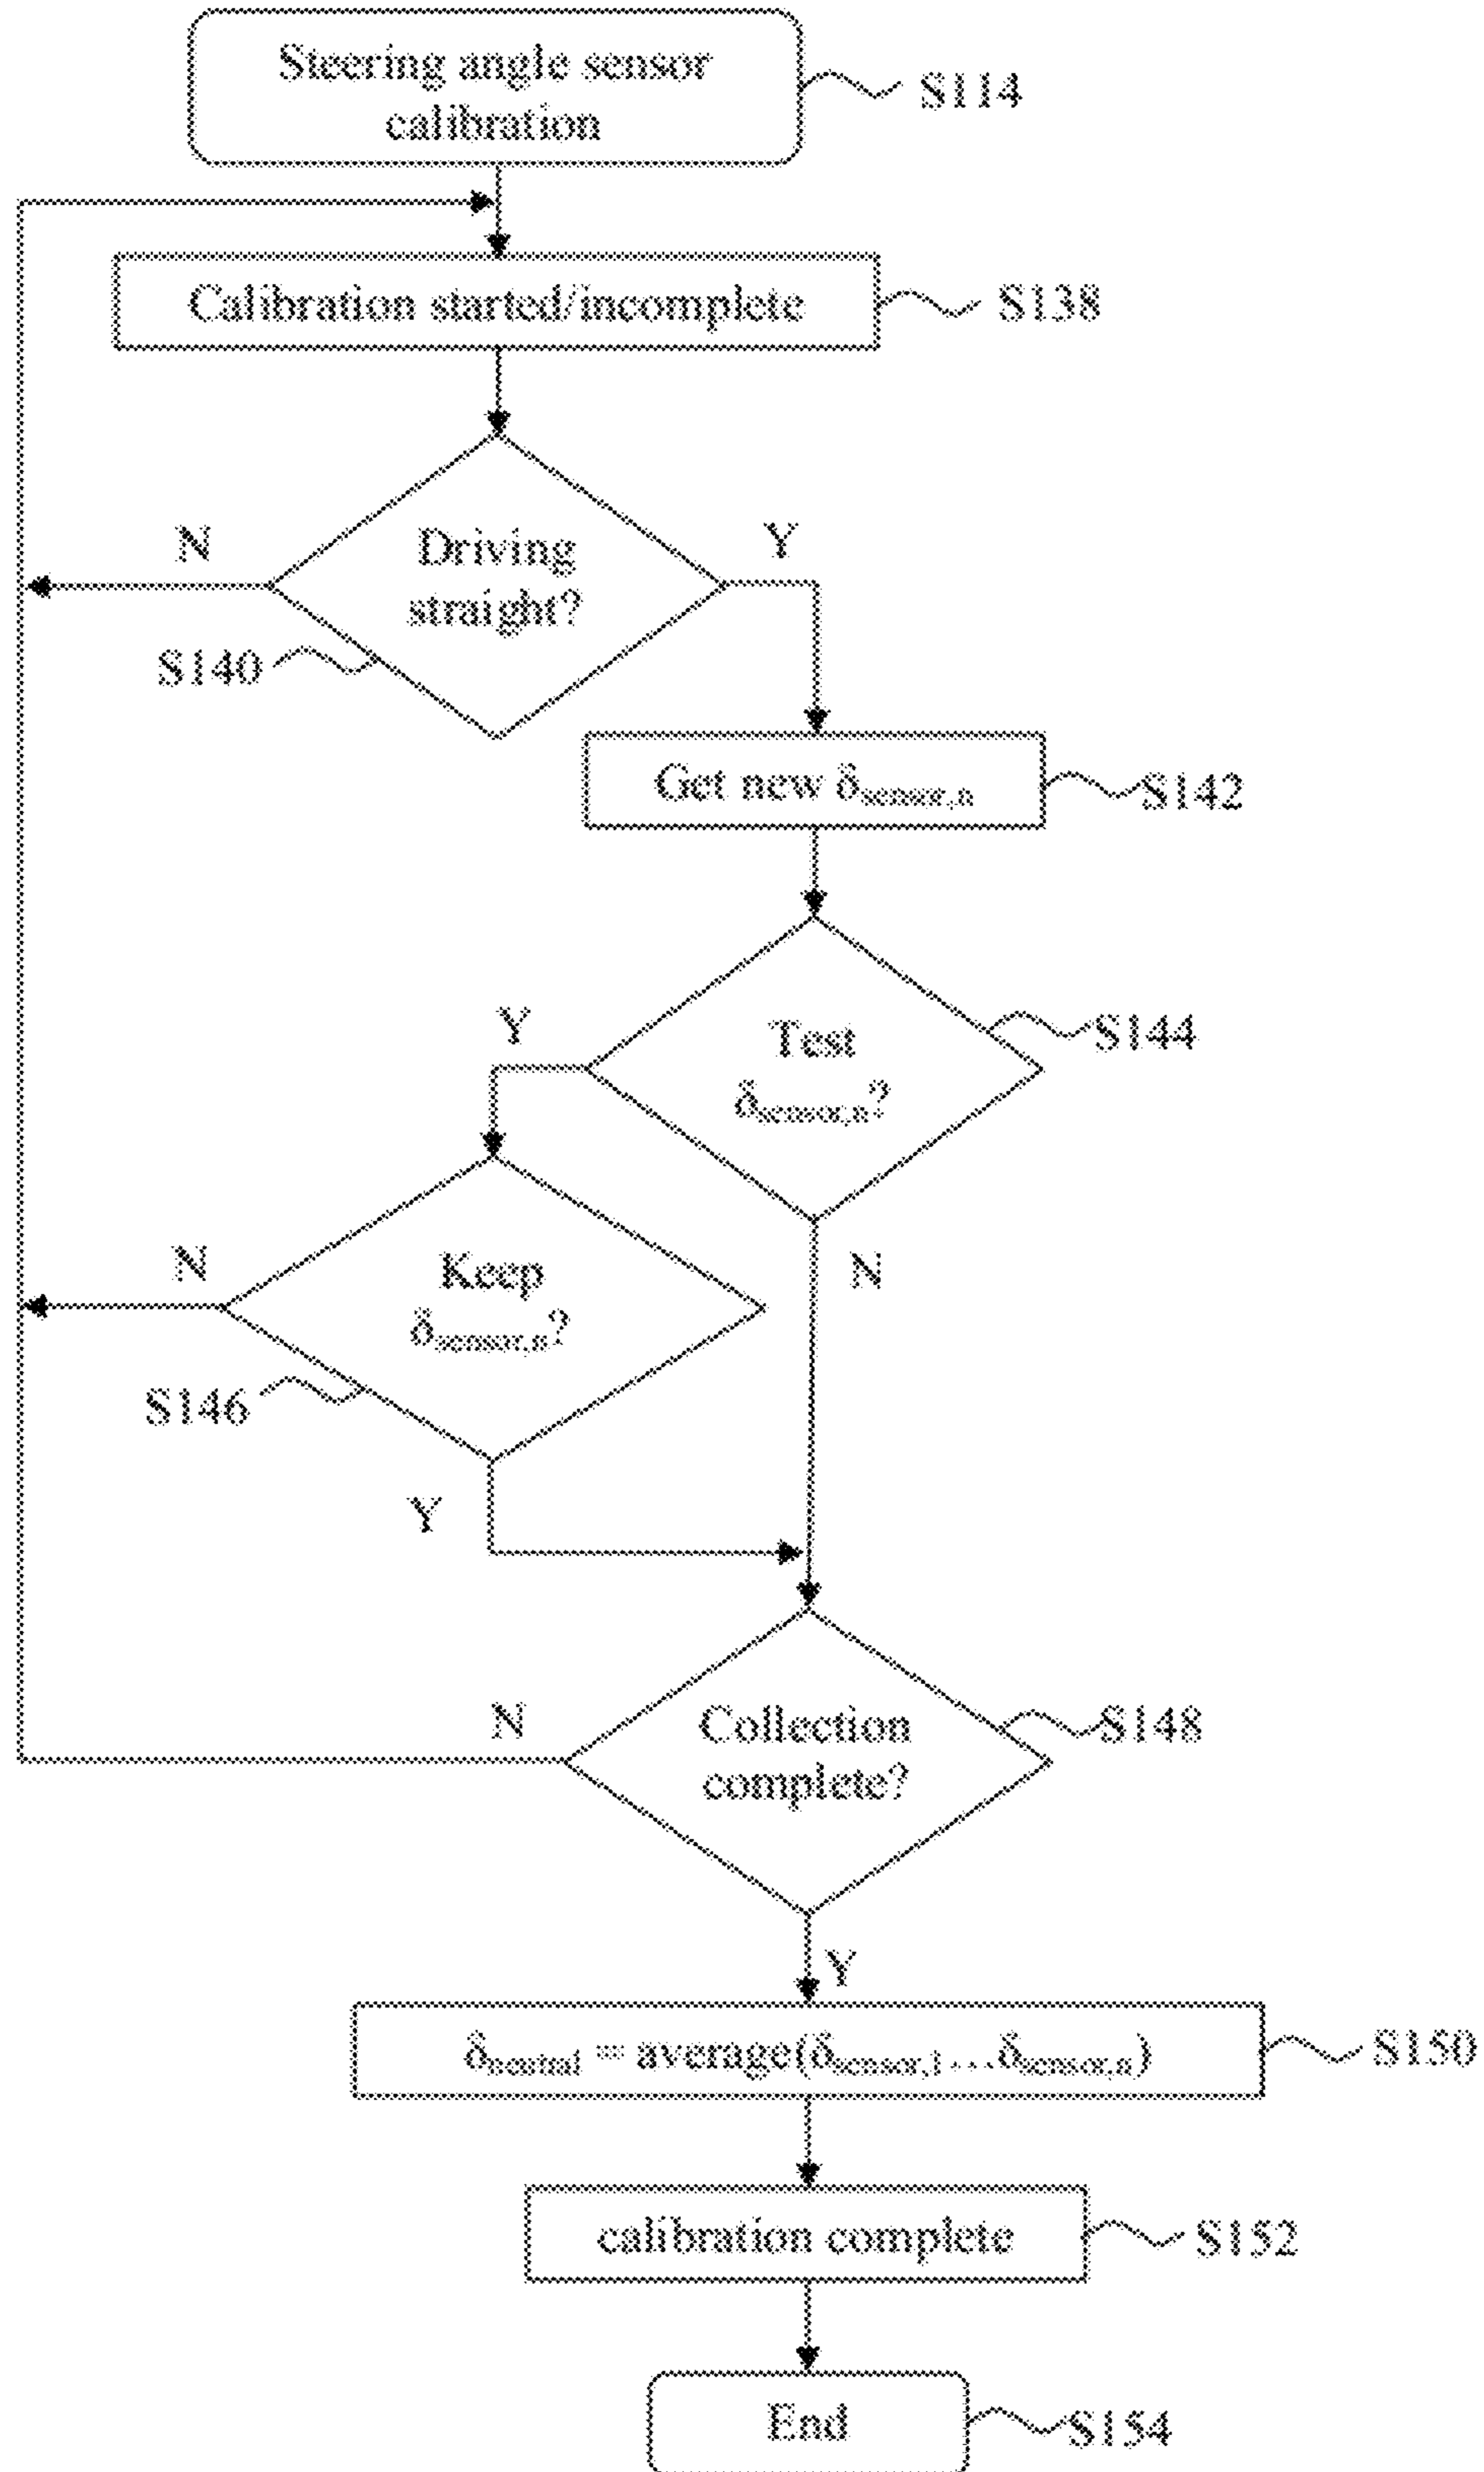 Steering angle sensor
calibration
S114
Calibration started/incomplete
S138
N
Driving
straight?
Y
S140
Get new δsensor,n
S142
Y
Test
δsensor,n?
S144
N
Keep
δsensor,n?
N
S146
Y
N
Collection
complete?
S148
Y
δneutral = average(δsensor,1…δsensor,n)
S150
calibration complete
S152
End
S154